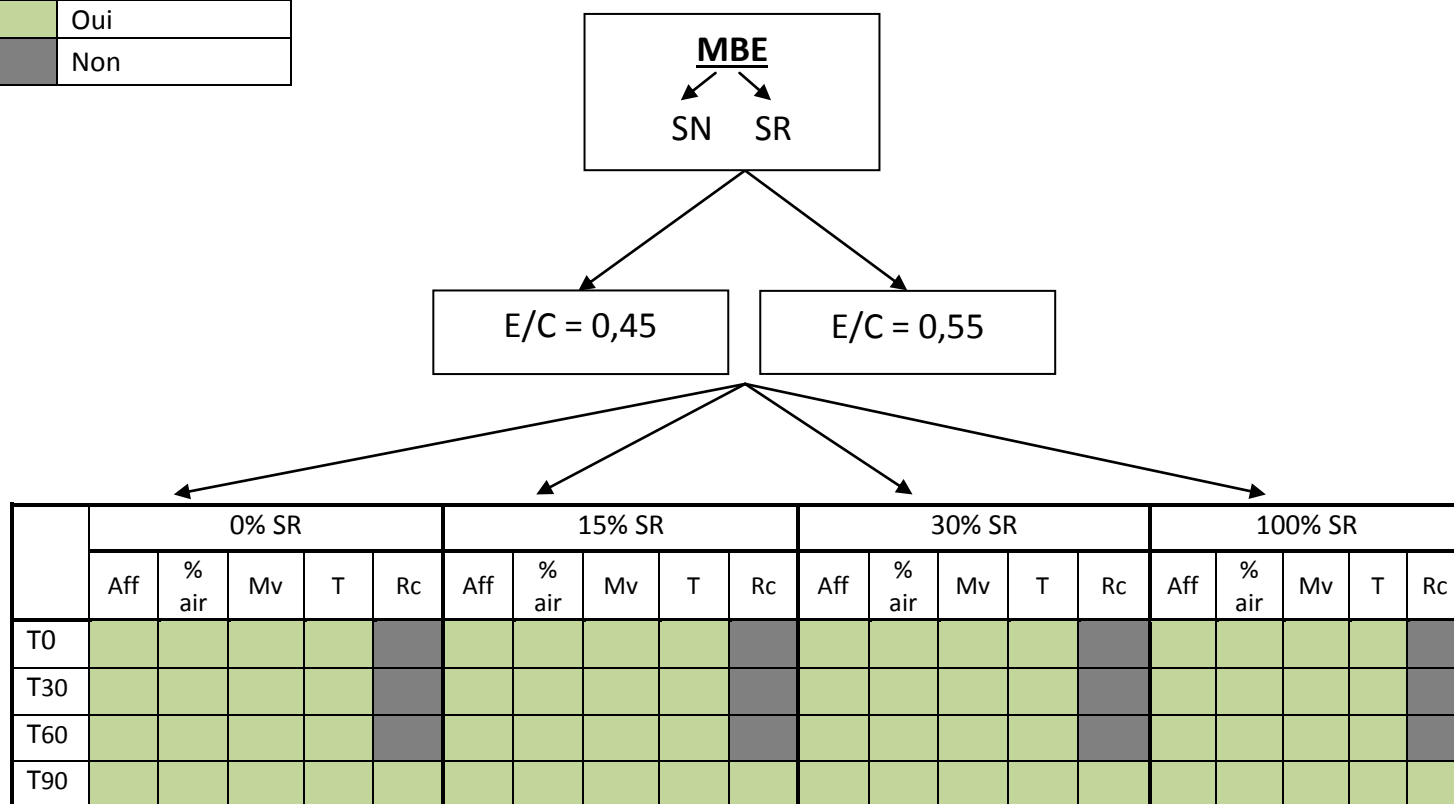 Oui
Non
MBE
SN SR
E/C = 0,45 E/C = 0,55
0% SR 15% SR 30% SR 100% SR
Aff % air Mv T Rc Aff % air Mv T Rc Aff % air Mv T Rc Aff % air Mv T Rc
T0
T30
T60
T90